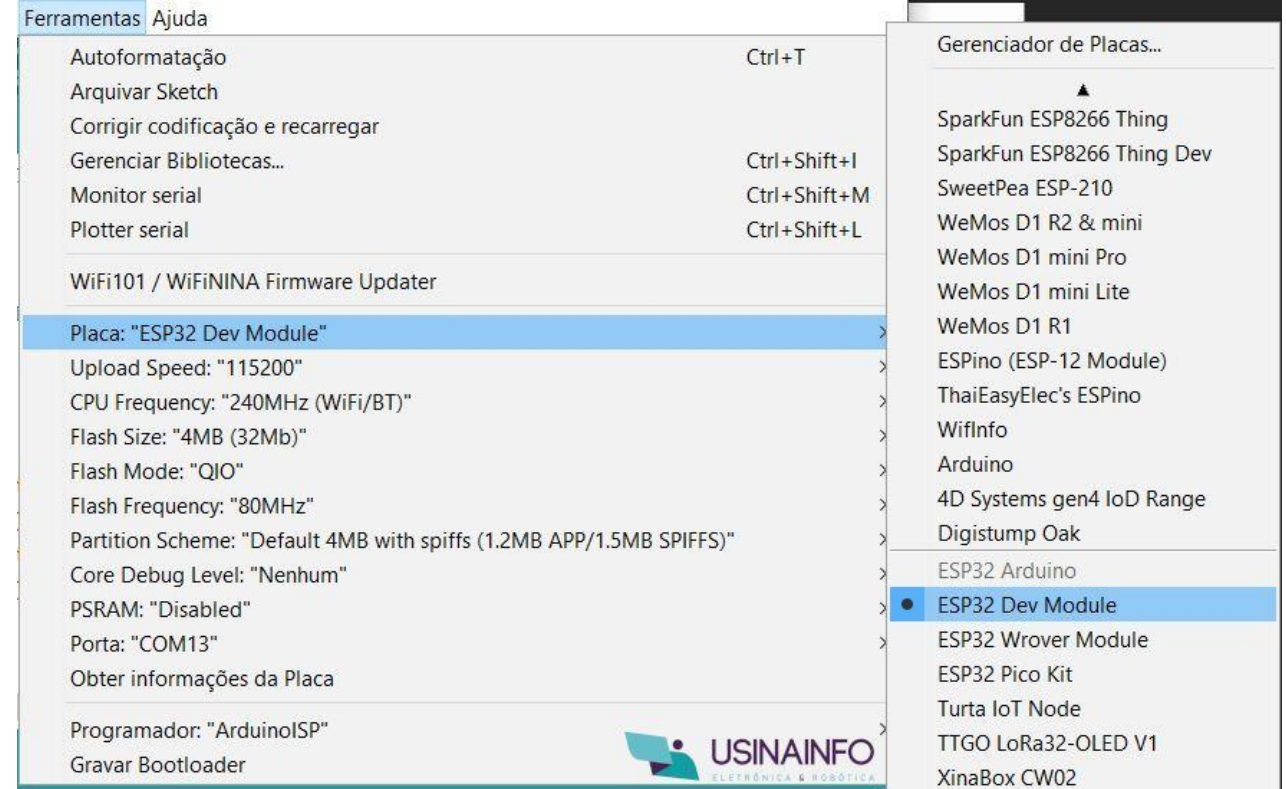 Ferramentas Ajuda
Autoformatação Ctrl+T
Arquivar Sketch
Corrigir codificação e recarregar
Gerenciar Bibliotecas... Ctrl+Shift+I
Monitor serial Ctrl+Shift+M
Plotter serial Ctrl+Shift+L
WiFi101 / WiFiNINA Firmware Updater
Placa: "ESP32 Dev Module"
Upload Speed: "115200"
CPU Frequency: "240MHz (WiFi/BT)"
Flash Size: "4MB (32Mb)"
Flash Mode: "QIO"
Flash Frequency: "80MHz"
Partition Scheme: "Default 4MB with spiffs (1.2MB APP/1.5MB SPIFFS)"
Core Debug Level: "Nenhum"
PSRAM: "Disabled"
Porta: "COM13"
Obter informações da Placa
Programador: "ArduinoISP"
Gravar Bootloader
USINAINFO
ELETRÔNICA & ROBÓTICA
Gerenciador de Placas...
SparkFun ESP8266 Thing
SparkFun ESP8266 Thing Dev
SweetPea ESP-210
WeMos D1 R2 & mini
WeMos D1 mini Pro
WeMos D1 mini Lite
WeMos D1 R1
ESPino (ESP-12 Module)
ThaiEasyElec's ESPino
WifInfo
Arduino
4D Systems gen4 IoD Range
Digistump Oak
ESP32 Arduino
ESP32 Dev Module
ESP32 Wrover Module
ESP32 Pico Kit
Turta IoT Node
TTGO LoRa32-OLED V1
XinaBox CW02